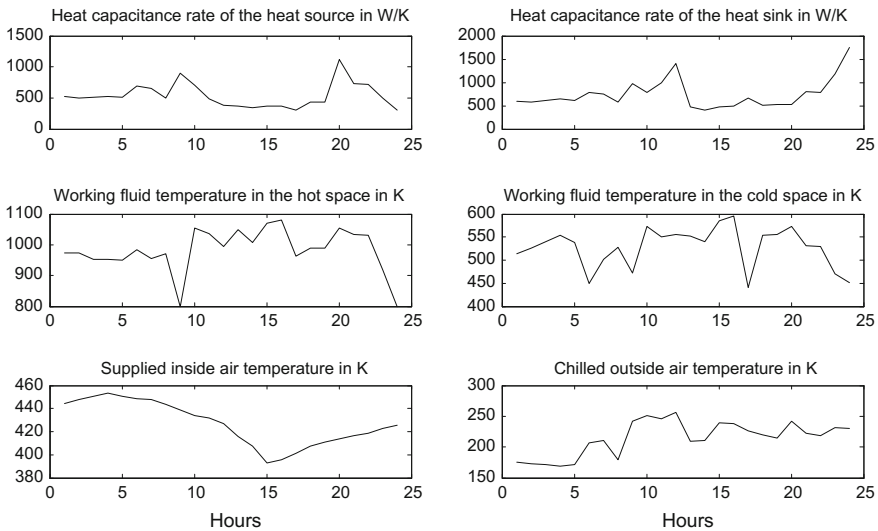 Heat capacitance rate of the heat source in W/K
1500
1000
500
0
0 5 10 15 20 25
Heat capacitance rate of the heat sink in W/K
2000
1500
1000
500
0
0 5 10 15 20 25
Working fluid temperature in the hot space in K
1100
1000
900
800
0 5 10 15 20 25
Working fluid temperature in the cold space in K
600
550
500
450
400
0 5 10 15 20 25
Supplied inside air temperature in K
460
440
420
400
380
0 5 10 15 20 25
Hours
Chilled outside air temperature in K
300
250
200
150
0 5 10 15 20 25
Hours